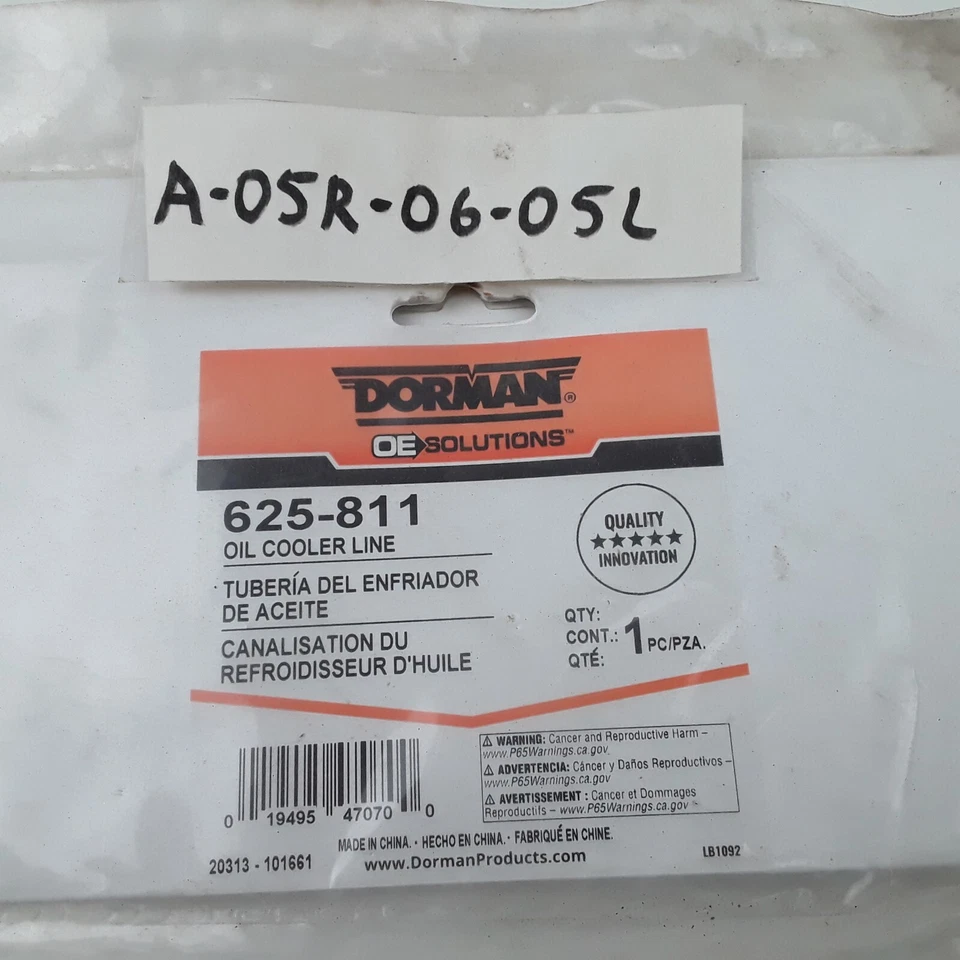 A-05R-06-05L
DORMAN®
OE SOLUTIONS™
625-811
OIL COOLER LINE
TUBERÍA DEL ENFRIADOR
DE ACEITE
CANALISATION DU
REFROIDISSEUR D'HUILE
QUALITY
★★★★★
INNOVATION
QTY:
CONT.: 1 PC/PZA.
QTÉ:
⚠ WARNING: Cancer and Reproductive Harm –
www.P65Warnings.ca.gov
⚠ ADVERTENCIA: Cáncer y Daños Reproductivos –
www.P65Warnings.ca.gov
⚠ AVERTISSEMENT : Cancer et Dommages
Reproductifs – www.P65Warnings.ca.gov
0 19495 47070 0
MADE IN CHINA. • HECHO EN CHINA. • FABRIQUÉ EN CHINE.
20313 - 101661
www.DormanProducts.com
LB1092